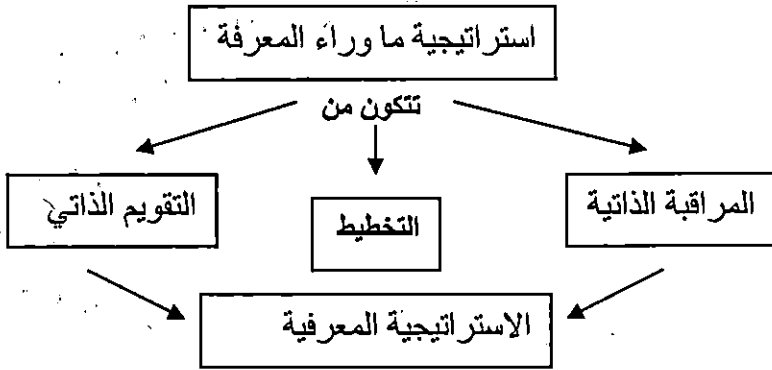 استراتيجية ما وراء المعرفة
تتكون من
المراقبة الذاتية
التخطيط
التقويم الذاتي
الاستراتيجية المعرفية